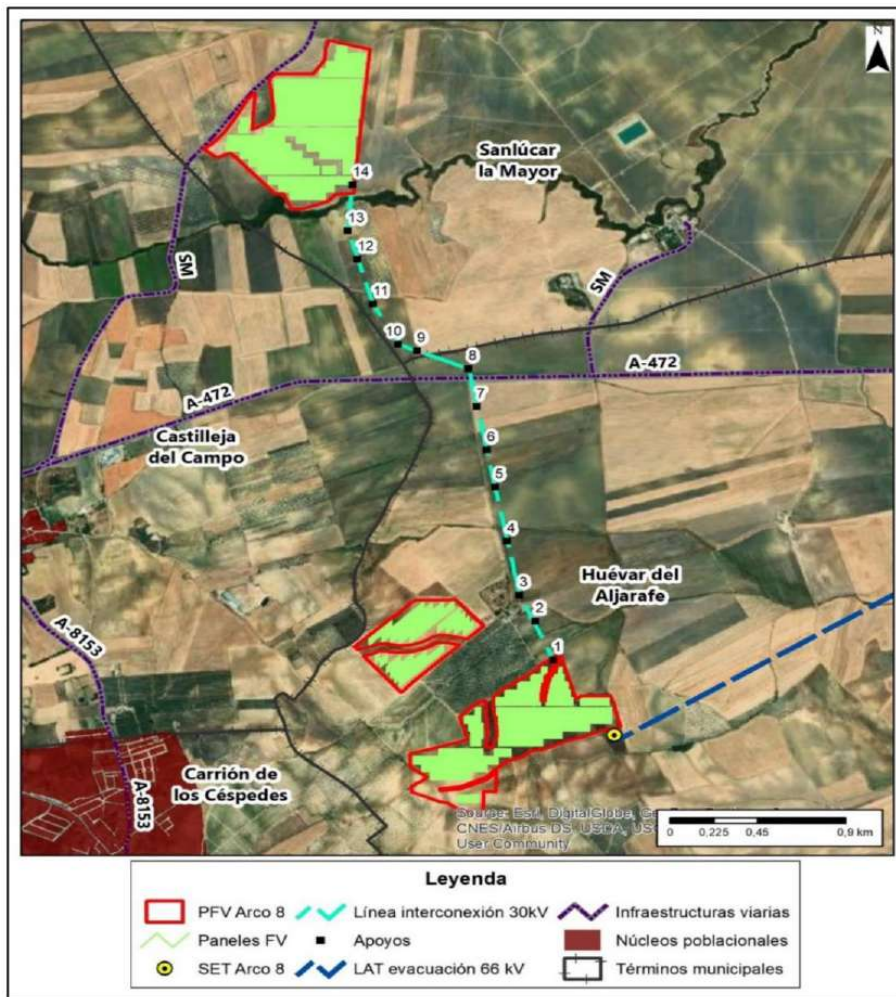 N
Sanlúcar
la Mayor
14
13
12
11
10
9
8
7
6
5
4
3
2
1
SM
SM
A-472
A-472
Castilleja
del Campo
Huévar del
Aljarafe
A-8153
A-8153
Carrión de
los Céspedes
Source: Esri, DigitalGlobe,
CNES/Airbus DS, USDA,
User Community
0 0,225 0,45 0,9 km
Leyenda
PFV Arco 8 Línea interconexión 30kV Infraestructuras viarias
Paneles FV Apoyos Núcleos poblacionales
SET Arco 8 LAT evacuación 66 kV Términos municipales